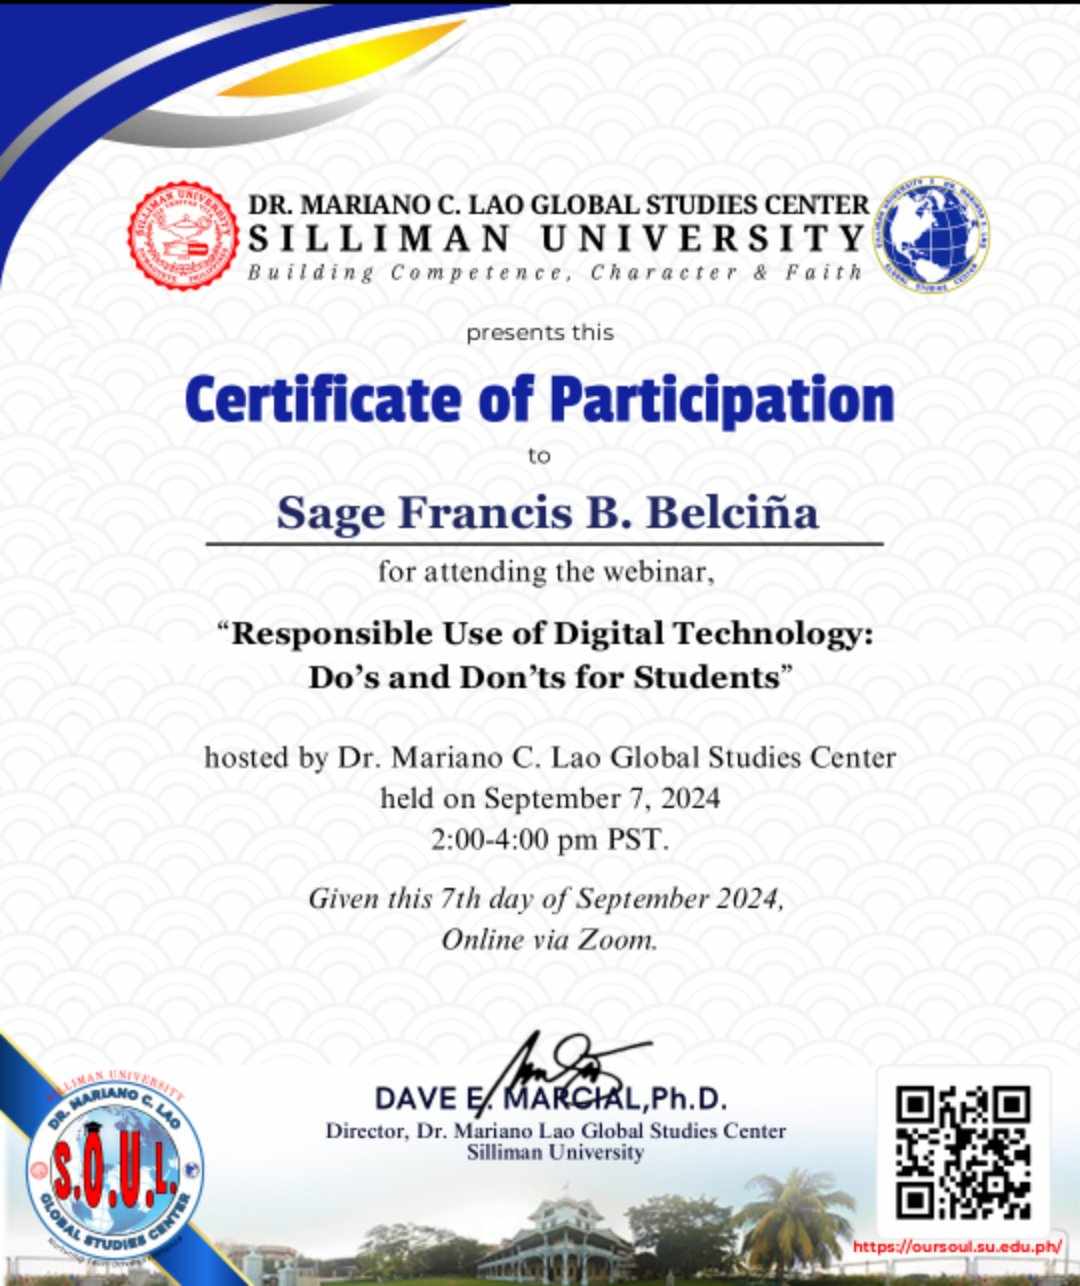 DR. MARIANO C. LAO GLOBAL STUDIES CENTER
SILLIMAN UNIVERSITY
Building Competence, Character & Faith
SILLIMAN UNIVERSITY
presents this
Certificate of Participation
to
Sage Francis B. Belciña
for attending the webinar,
“Responsible Use of Digital Technology:
Do’s and Don’ts for Students”
hosted by Dr. Mariano C. Lao Global Studies Center
held on September 7, 2024
2:00-4:00 pm PST.
Given this 7th day of September 2024,
Online via Zoom.
DAVE E. MARCIAL,Ph.D.
Director, Dr. Mariano Lao Global Studies Center
Silliman University
SILLIMAN UNIVERSITY
DR. MARIANO C. LAO
S.O.U.L.
GLOBAL STUDIES CENTER
https://oursoul.su.edu.ph/